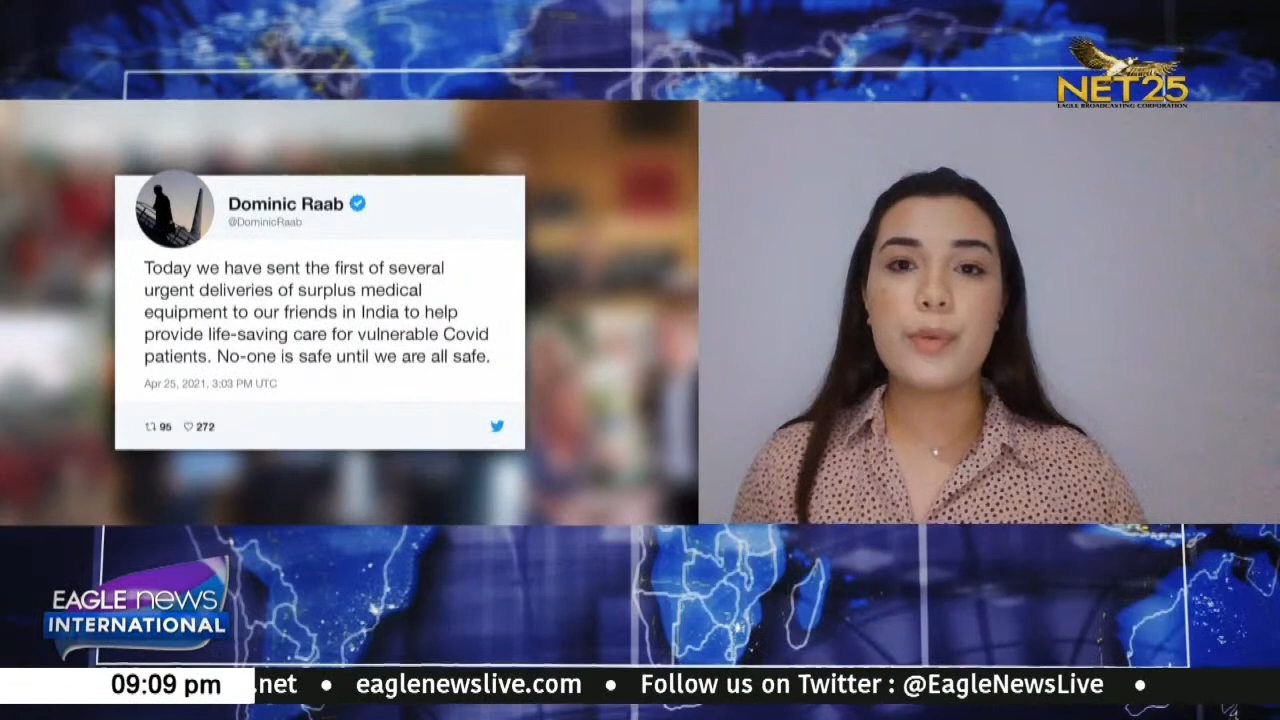 NET25
EAGLE BROADCASTING CORPORATION
Dominic Raab
@DominicRaab
Today we have sent the first of several
urgent deliveries of surplus medical
equipment to our friends in India to help
provide life-saving care for vulnerable Covid
patients. No-one is safe until we are all safe.
Apr 25, 2021, 3:03 PM UTC
95 272
EAGLE news
INTERNATIONAL
09:09 pm .net • eaglenewslive.com • Follow us on Twitter : @EagleNewsLive •